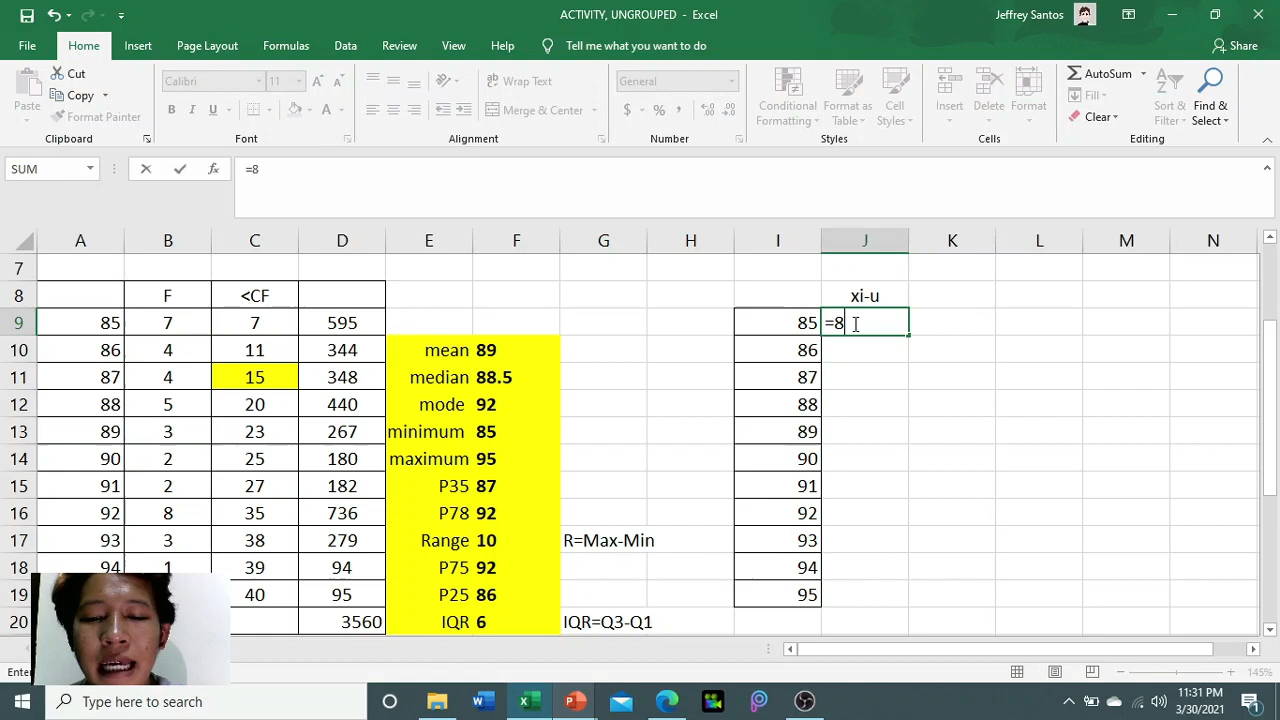 ACTIVITY, UNGROUPED - Excel
Jeffrey Santos
File Home Insert Page Layout Formulas Data Review View Help Tell me what you want to do Share
Paste
Cut
Copy
Format Painter
Clipboard
Calibri 11
B I U
Font
Wrap Text
Merge & Center
Alignment
General
$ % ,
Number
Conditional Formatting
Format as Table
Cell Styles
Styles
Insert Delete Format
Cells
AutoSum
Fill
Clear
Sort & Filter
Find & Select
Editing
SUM fx =8
A B C D E F G H I J K L M N
7
8 F <CF xi-u
9 85 7 7 595 85 =8
10 86 4 11 344 mean 89 86
11 87 4 15 348 median 88.5 87
12 88 5 20 440 mode 92 88
13 89 3 23 267 minimum 85 89
14 90 2 25 180 maximum 95 90
15 91 2 27 182 P35 87 91
16 92 8 35 736 P78 92 92
17 93 3 38 279 Range 10 R=Max-Min 93
18 94 1 39 94 P75 92 94
19 40 95 P25 86 95
20 3560 IQR 6 IQR=Q3-Q1
145%
Type here to search
11:31 PM
3/30/2021